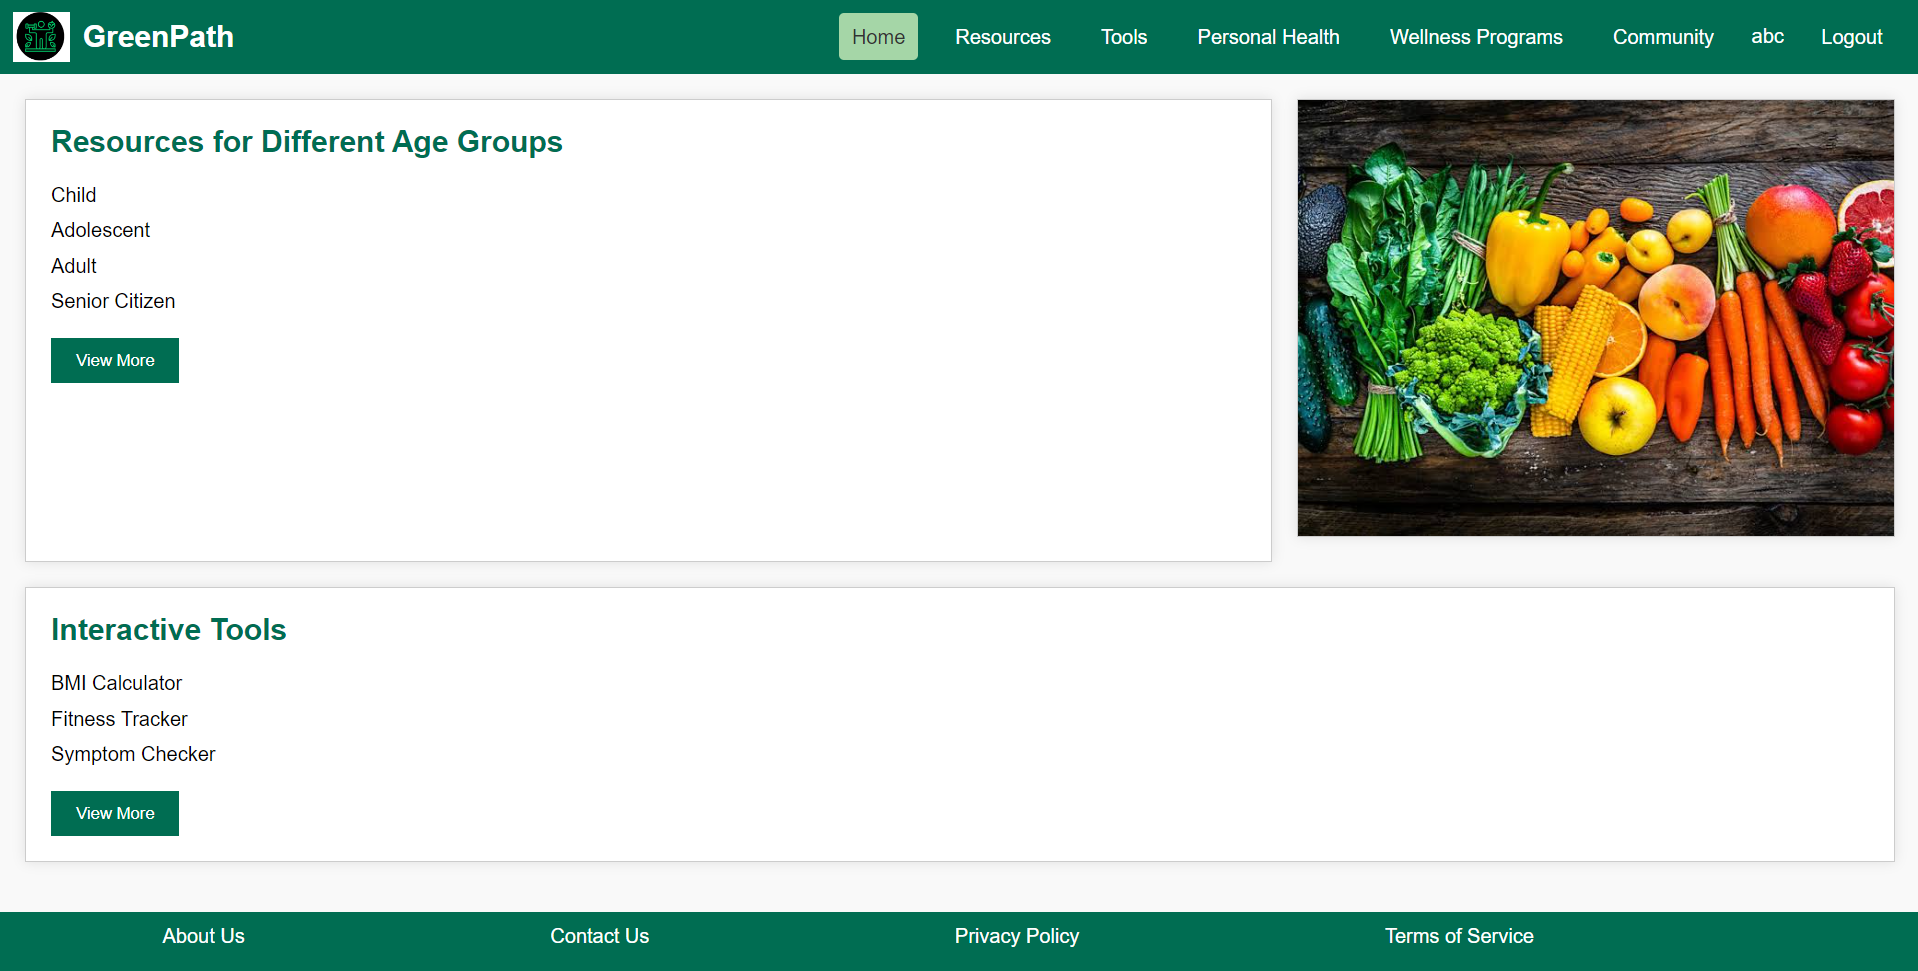 GreenPath
Home Resources Tools Personal Health Wellness Programs Community abc Logout
Resources for Different Age Groups
Child
Adolescent
Adult
Senior Citizen
View More
Interactive Tools
BMI Calculator
Fitness Tracker
Symptom Checker
View More
About Us Contact Us Privacy Policy Terms of Service